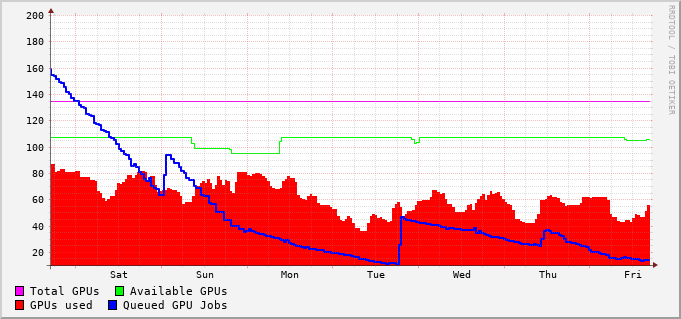 200
180
160
140
120
100
80
60
40
20
Sat Sun Mon Tue Wed Thu Fri
Total GPUs Available GPUs
GPUs used Queued GPU Jobs
RRDTOOL / TOBI OETIKER